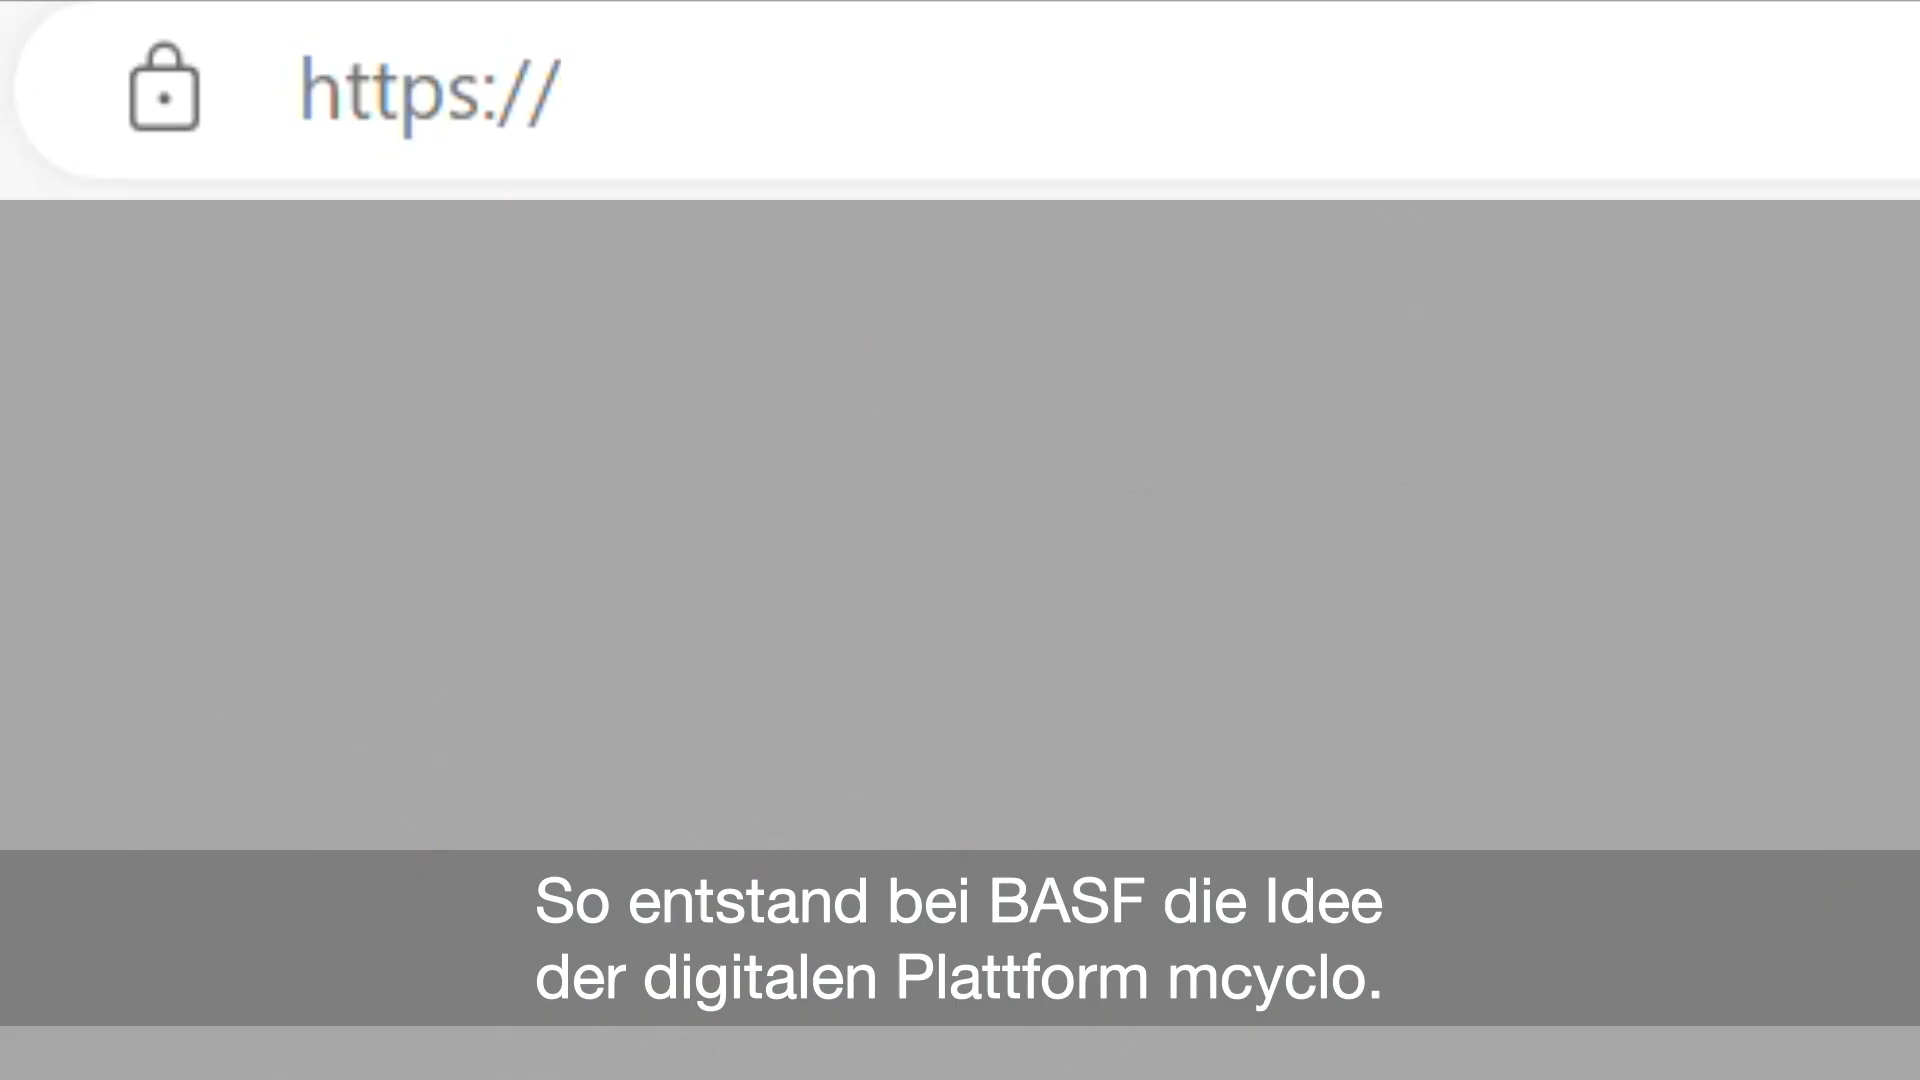 https://
So entstand bei BASF die Idee
der digitalen Plattform mcyclo.